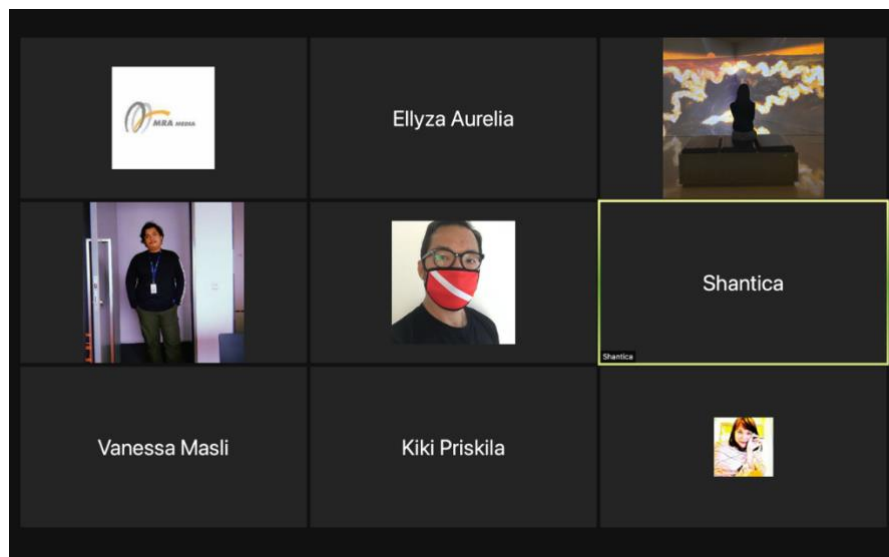 MRA MEDIA
Ellyza Aurelia
Shantica
Shantica
Vanessa Masli
Kiki Priskila